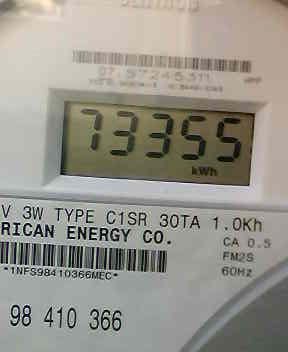 73355
kWh
V 3W TYPE C1SR 30TA 1.0Kh
RICAN ENERGY CO.
CA 0.5
FM2S
60Hz
*1NFS98410366MEC*
98 410 366